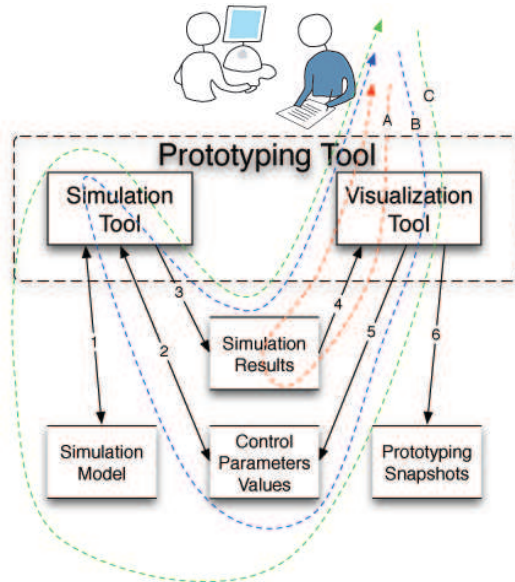 A
B
C
Prototyping Tool
Simulation
Tool
Visualization
Tool
3
4
1
2
5
6
Simulation
Results
Simulation
Model
Control
Parameters
Values
Prototyping
Snapshots